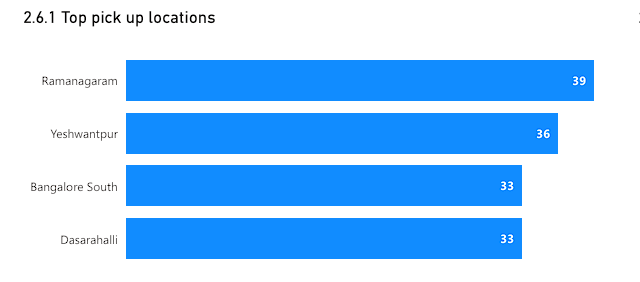 2.6.1 Top pick up locations
Ramanagaram 39
Yeshwantpur 36
Bangalore South 33
Dasarahalli 33